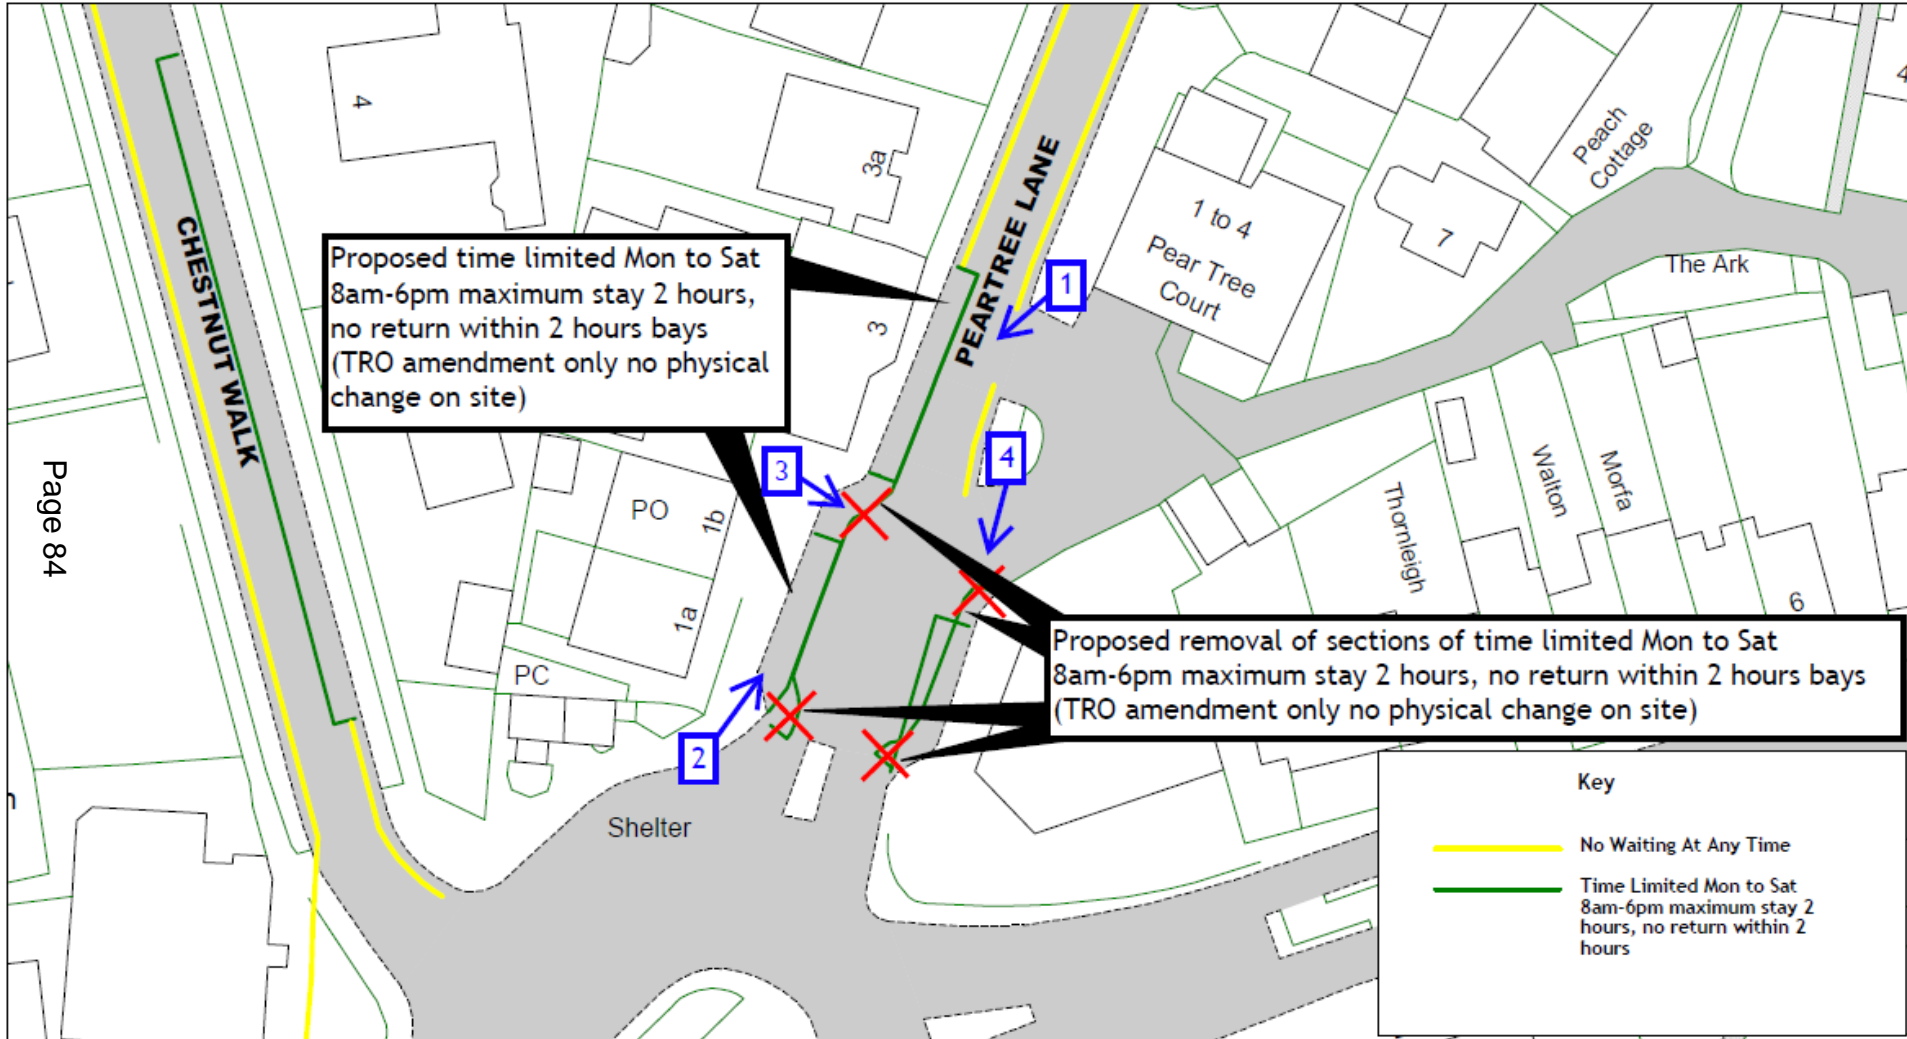 4
3a
Peach
Cottage
4
CHESTNUT WALK
PEARTREE LANE
1 to 4
Pear Tree
Court
7
The Ark
Proposed time limited Mon to Sat
8am-6pm maximum stay 2 hours,
no return within 2 hours bays
(TRO amendment only no physical
change on site)
1
3
Page 84
3
4
PO
1b
1a
PC
Thornleigh
Walton
Morfa
6
Proposed removal of sections of time limited Mon to Sat
8am-6pm maximum stay 2 hours, no return within 2 hours bays
(TRO amendment only no physical change on site)
2
Shelter
Key
No Waiting At Any Time
Time Limited Mon to Sat
8am-6pm maximum stay 2
hours, no return within 2
hours